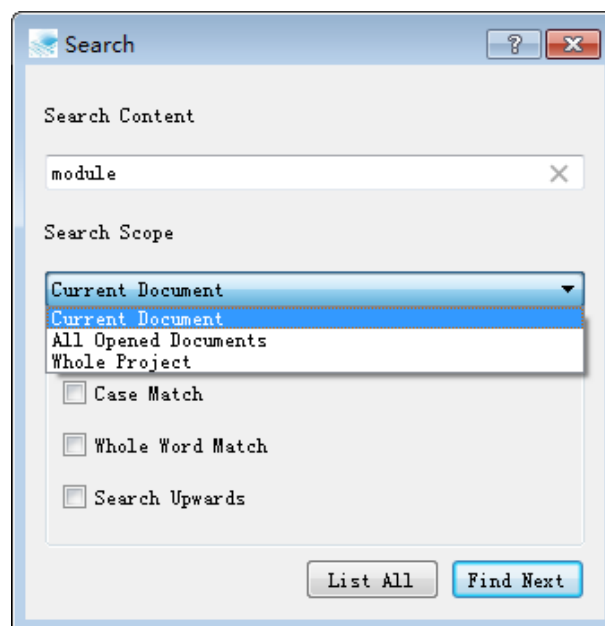 Search
Search Content
module
Search Scope
Current Document
Current Document
All Opened Documents
Whole Project
Case Match
Whole Word Match
Search Upwards
List All Find Next